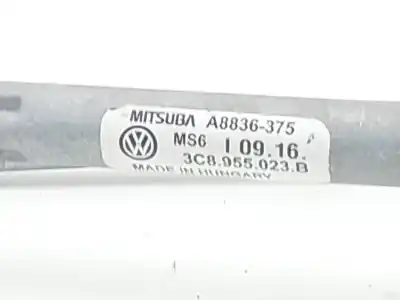 MITSUBA A8836-375
MS6 I 09.16.
3C8.955.023.B
MADE IN HUNGARY